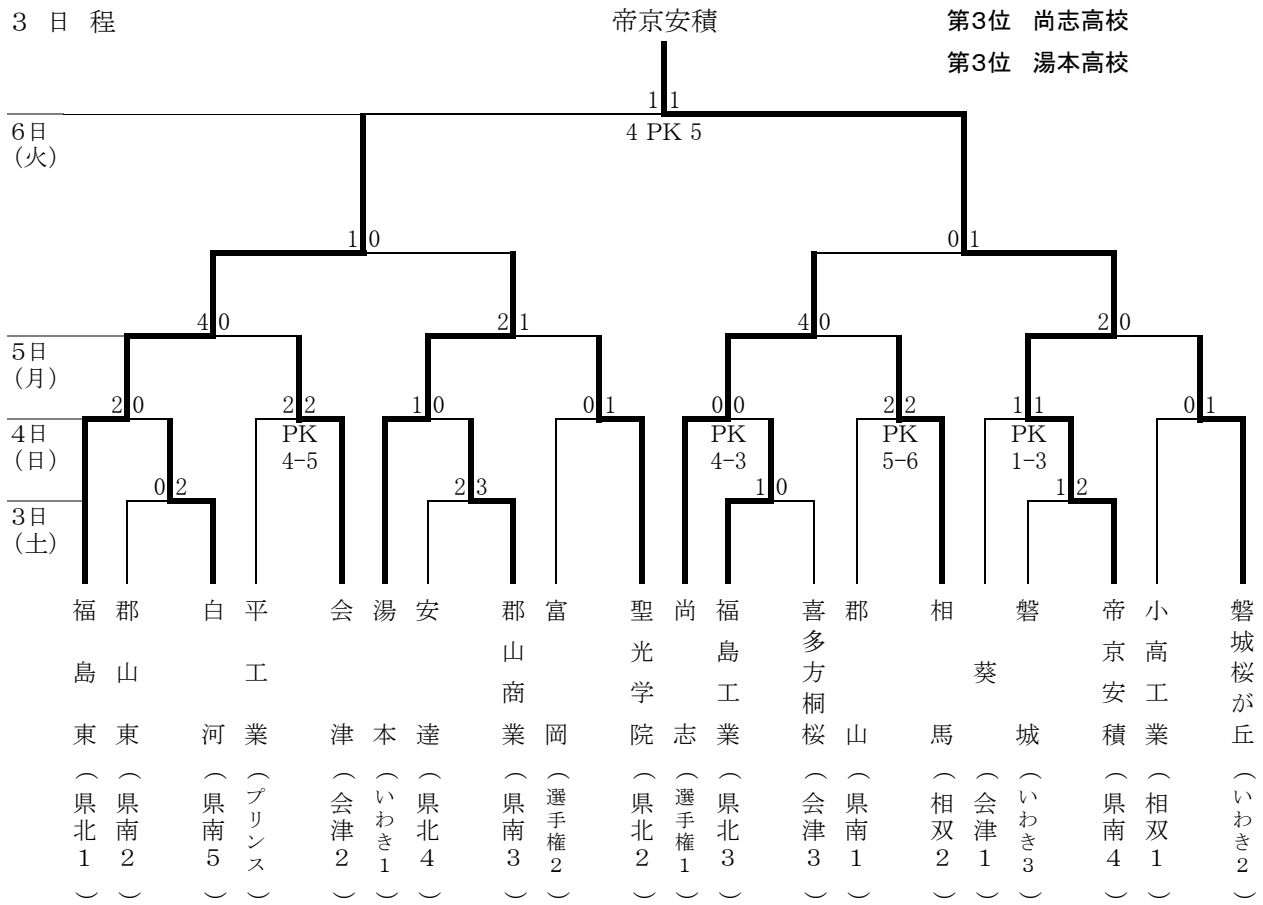 3 日 程
帝京安積
第3位 尚志高校
第3位 湯本高校
1 1
4 PK 5
6日
(火)
1 0
0 1
4 0
2 1
4 0
2 0
5日
(月)
2 0
2 2
1 0
0 1
0 0
2 2
1 1
0 1
4日
(日)
PK
4-5
PK
4-3
PK
5-6
PK
1-3
0 2
2 3
1 0
1 2
3日
(土)
福島東(県北1)
郡山東(県南2)
白河(県南5)
平工業(プリンス)
会津(会津2)
湯本(いわき1)
安達(県北4)
郡山商業(県南3)
富岡(選手権2)
聖光学院(県北2)
尚志(選手権1)
福島工業(県北3)
喜多方桐桜(会津3)
郡山(県南1)
相馬(相双2)
葵(会津1)
磐城(いわき3)
帝京安積(県南4)
小高工業(相双1)
磐城桜が丘(いわき2)